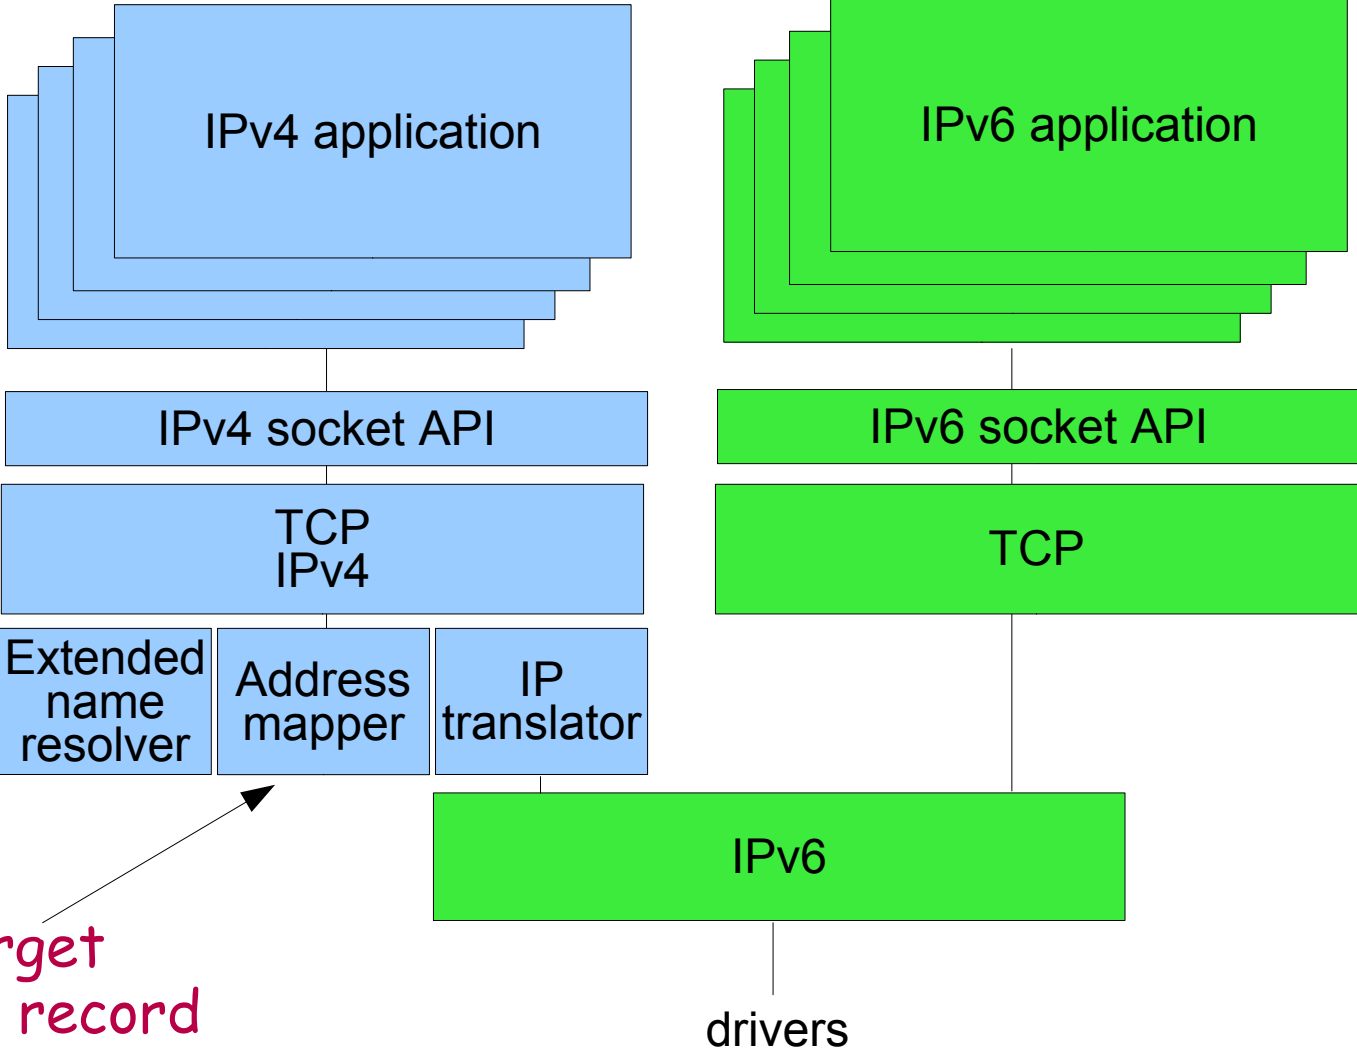 IPv4 application
IPv6 application
IPv4 socket API
IPv6 socket API
TCP
IPv4
TCP
Extended
name
resolver
Address
mapper
IP
translator
IPv6
record
drivers